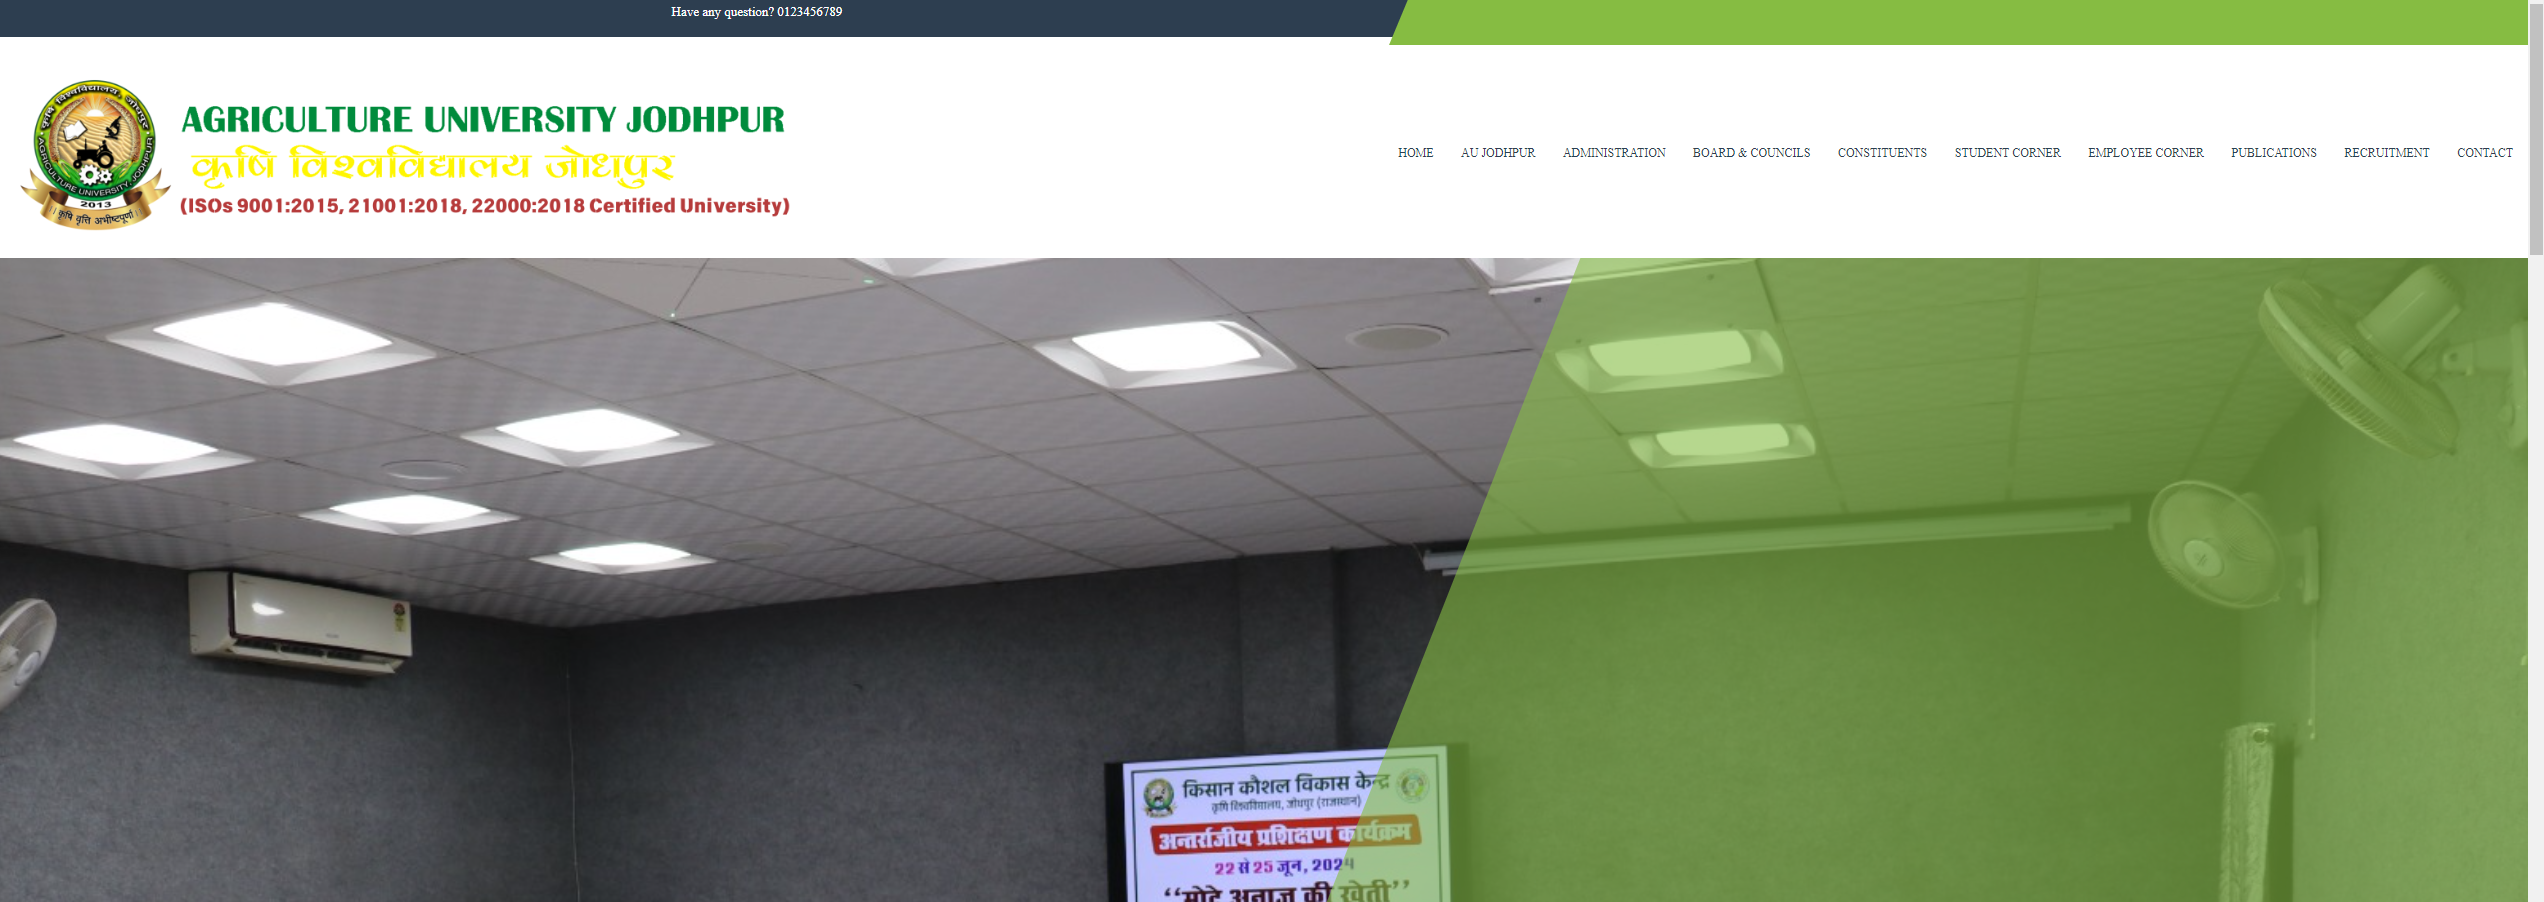 Have any question? 0123456789
कृषि विश्वविद्यालय, जोधपुर
AGRICULTURE UNIVERSITY, JODHPUR
2013
कृषि वृत्ति अभीष्टपूर्णा
AGRICULTURE UNIVERSITY JODHPUR
कृषि विश्वविद्यालय जोधपुर
(ISOs 9001:2015, 21001:2018, 22000:2018 Certified University)
HOME AU JODHPUR ADMINISTRATION BOARD & COUNCILS CONSTITUENTS STUDENT CORNER EMPLOYEE CORNER PUBLICATIONS RECRUITMENT CONTACT
किसान कौशल विकास केन्द्र
कृषि विश्वविद्यालय, जोधपुर (राजस्थान)
अन्तर्राजीय प्रशिक्षण कार्यक्रम
22 से 25 जून, 2024
‘‘मोटे अनाज की खेती’’